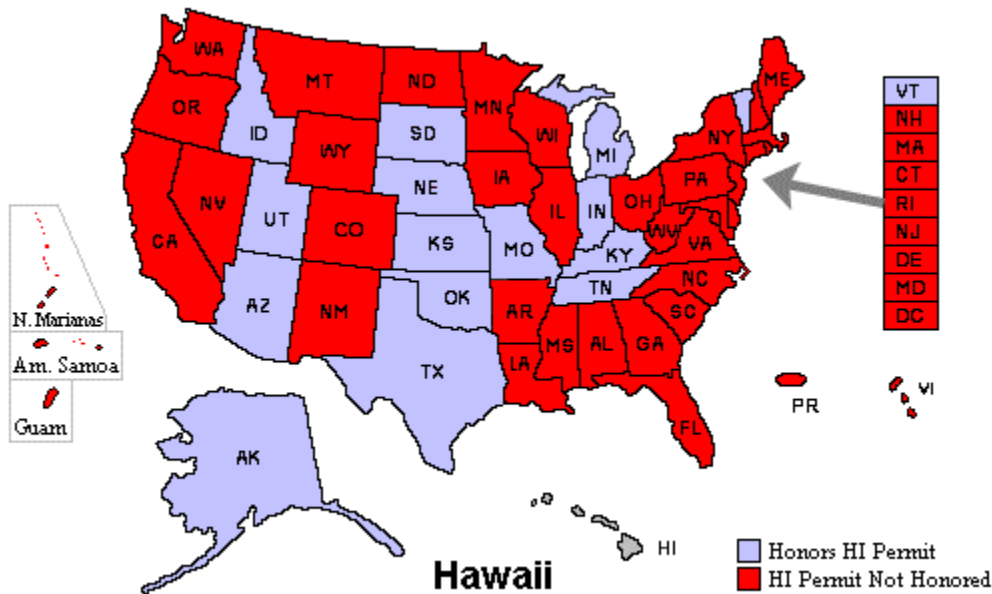 WA
MT
ND
MN
ME
OR
ID
SD
WI
MI
NY
WY
NE
IA
PA
NV
UT
CO
IL
IN
OH
WV
VA
CA
KS
MO
KY
NC
TN
AZ
NM
OK
AR
SC
MS
AL
GA
TX
LA
FL
AK
VT
NH
MA
CT
RI
NJ
DE
MD
DC
N. Marianas
Am. Samoa
Guam
PR
VI
HI
Hawaii
Honors HI Permit
HI Permit Not Honored